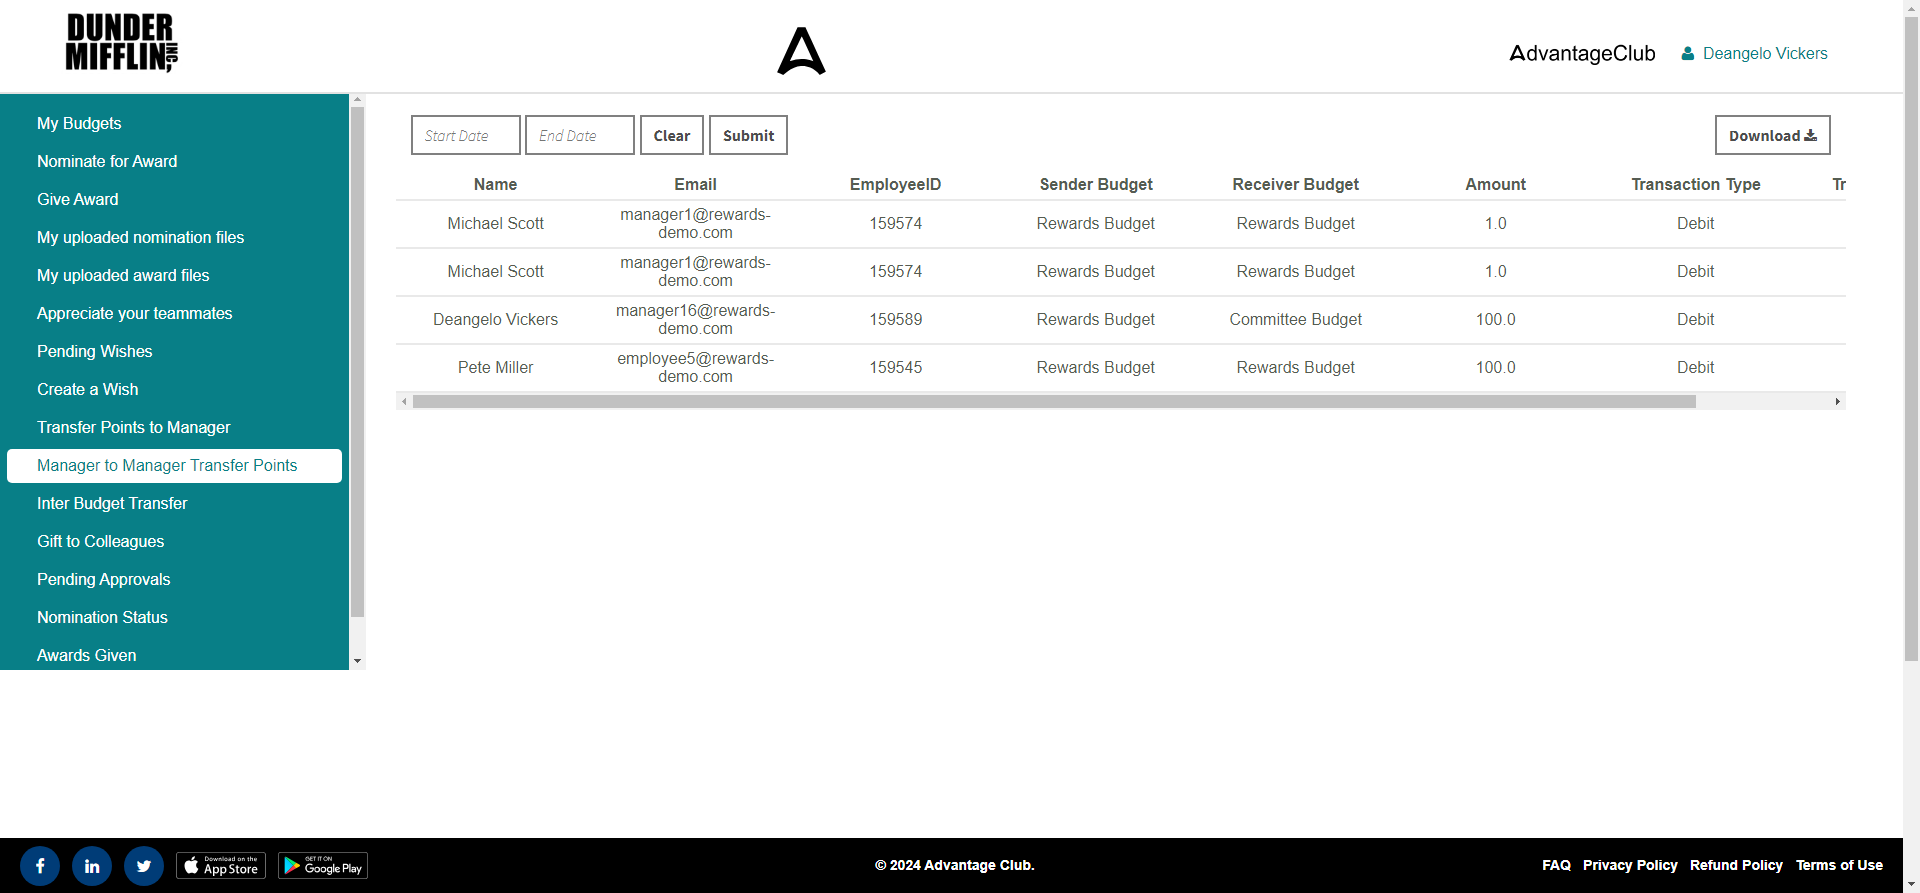 DUNDER
MIFFLIN, INC
AdvantageClub
Deangelo Vickers
My Budgets
Nominate for Award
Give Award
My uploaded nomination files
My uploaded award files
Appreciate your teammates
Pending Wishes
Create a Wish
Transfer Points to Manager
Manager to Manager Transfer Points
Inter Budget Transfer
Gift to Colleagues
Pending Approvals
Nomination Status
Awards Given
Start Date End Date Clear Submit Download
Name Email EmployeeID Sender Budget Receiver Budget Amount Transaction Type Tr
Michael Scott manager1@rewards-demo.com 159574 Rewards Budget Rewards Budget 1.0 Debit
Michael Scott manager1@rewards-demo.com 159574 Rewards Budget Rewards Budget 1.0 Debit
Deangelo Vickers manager16@rewards-demo.com 159589 Rewards Budget Committee Budget 100.0 Debit
Pete Miller employee5@rewards-demo.com 159545 Rewards Budget Rewards Budget 100.0 Debit
Download on the
App Store
GET IT ON
Google Play
© 2024 Advantage Club.
FAQ Privacy Policy Refund Policy Terms of Use